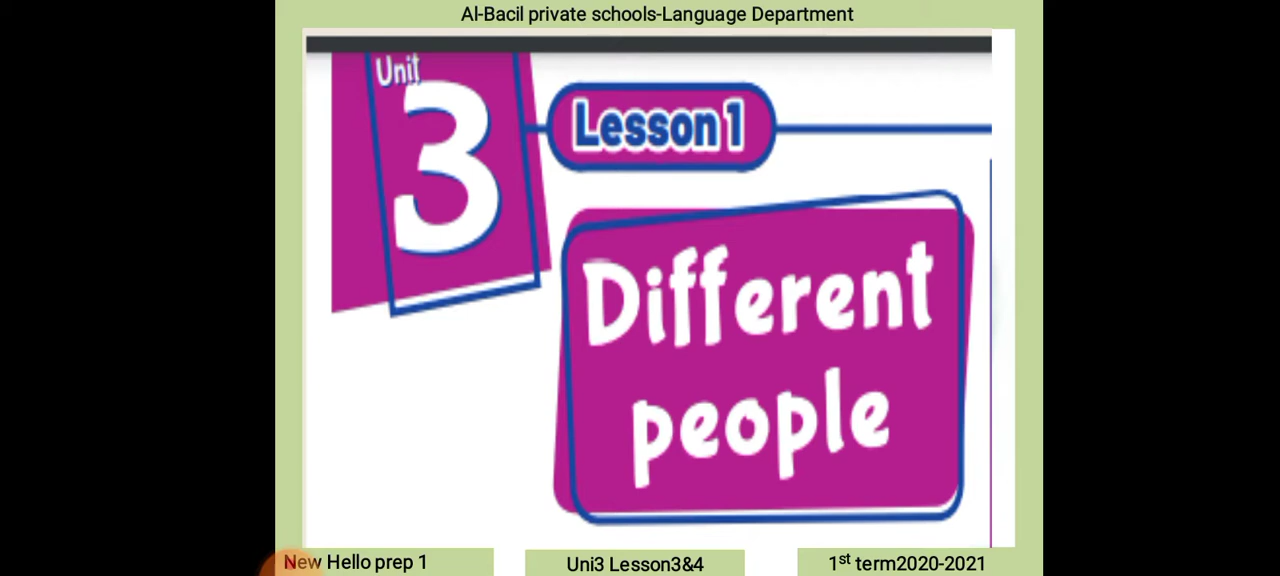 Al-Bacil private schools-Language Department
Unit
3
Lesson 1
Different
people
New Hello prep 1
Uni3 Lesson3&4
1st term2020-2021